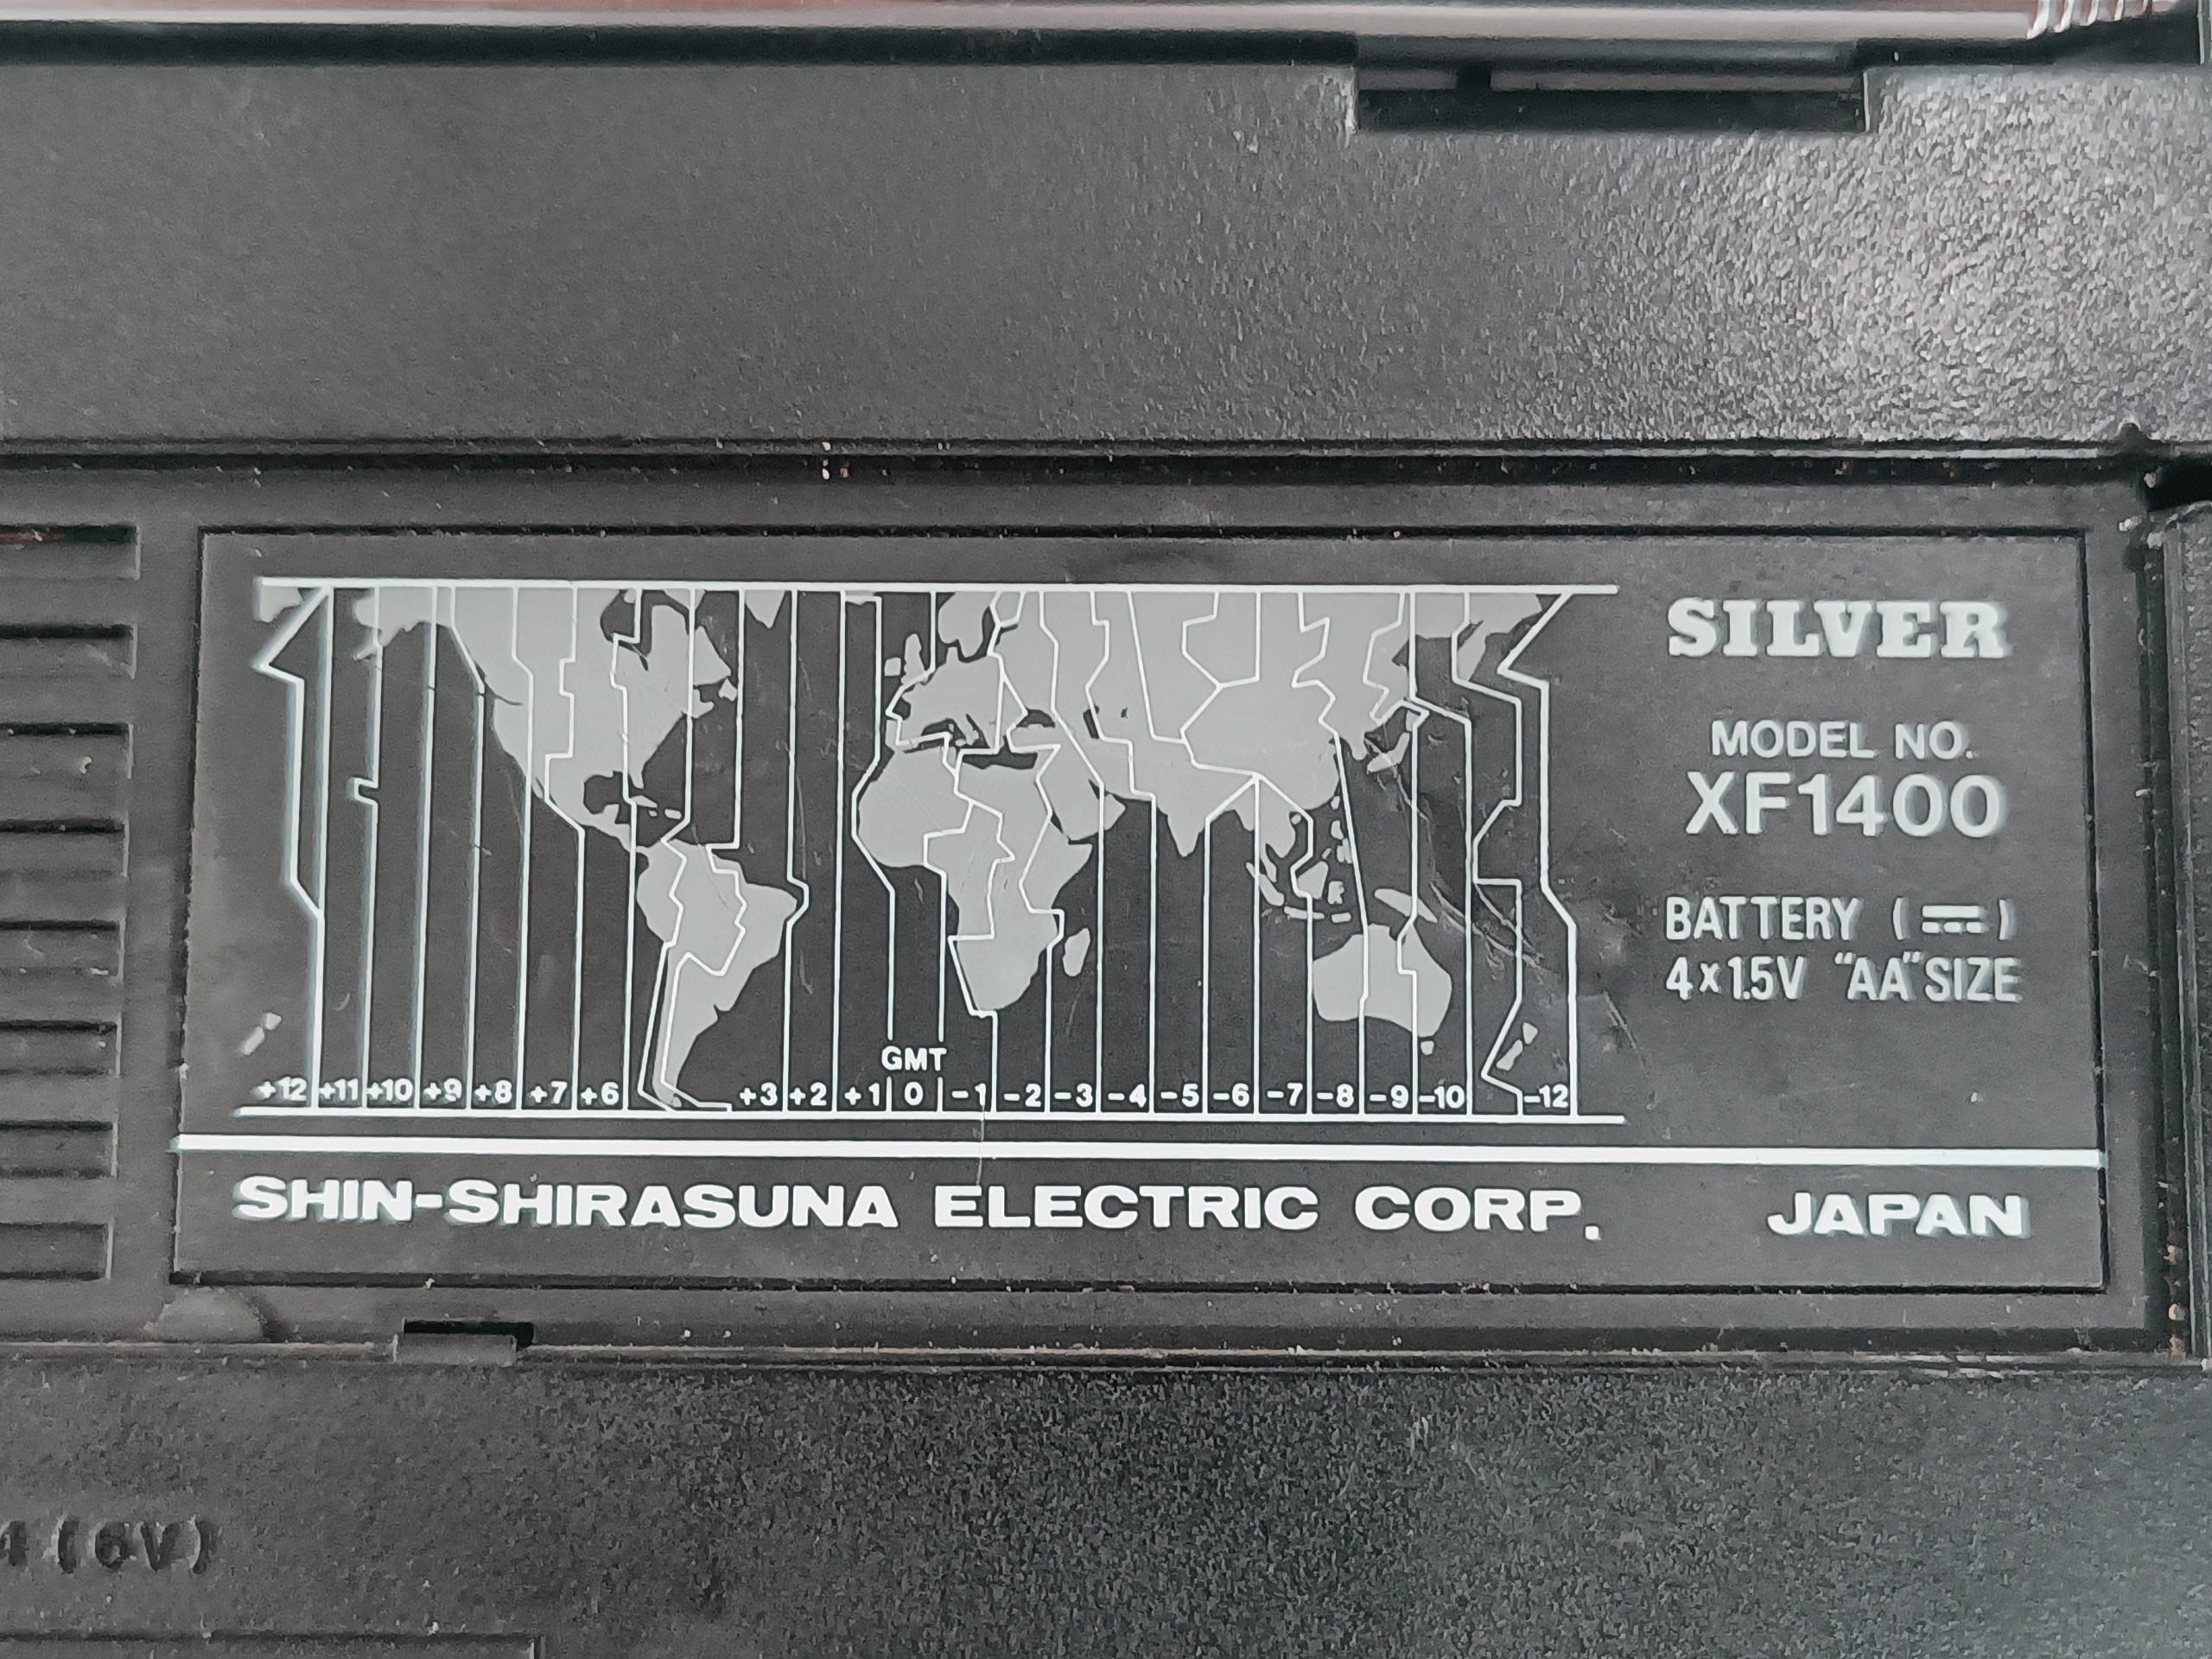 SILVER
MODEL NO.
XF1400
BATTERY (⎓)
4×1.5V "AA" SIZE
GMT
+12 +11 +10 +9 +8 +7 +6 +3 +2 +1 0 -1 -2 -3 -4 -5 -6 -7 -8 -9 -10 -12
SHIN-SHIRASUNA ELECTRIC CORP. JAPAN
(6V)